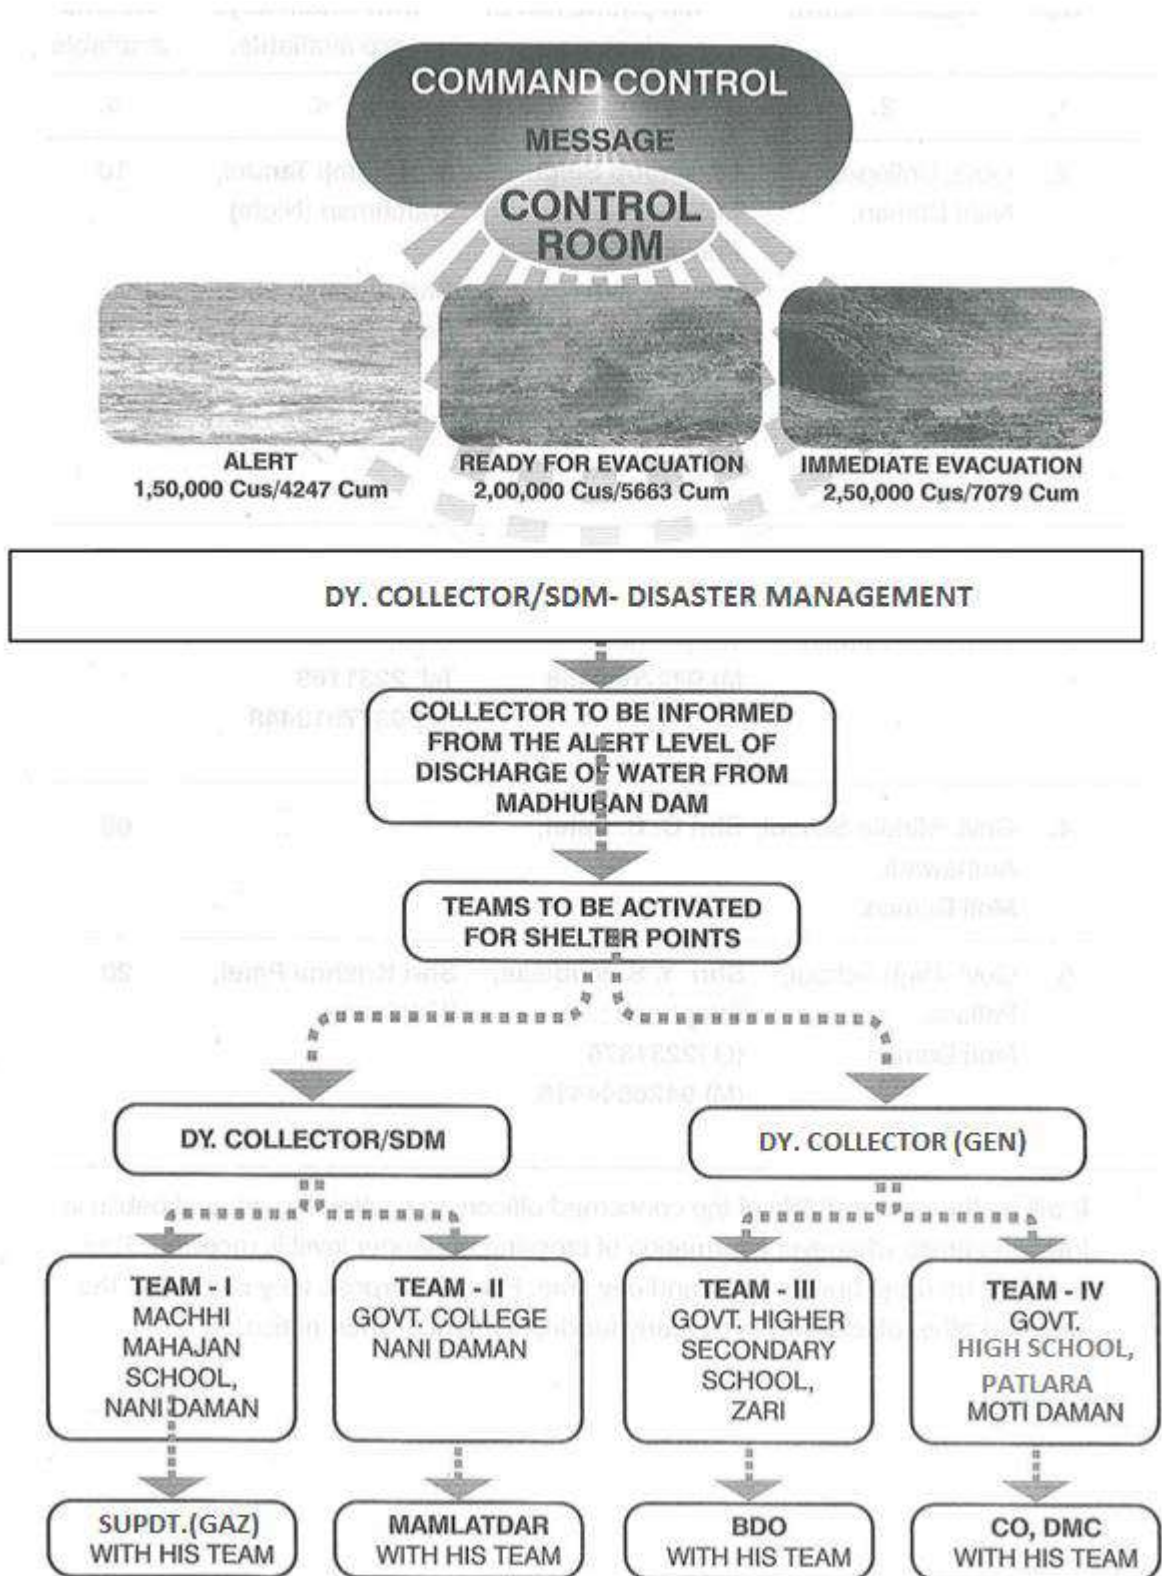 COMMAND CONTROL
MESSAGE
CONTROL
ROOM
ALERT
1,50,000 Cus/4247 Cum
READY FOR EVACUATION
2,00,000 Cus/5663 Cum
IMMEDIATE EVACUATION
2,50,000 Cus/7079 Cum
DY. COLLECTOR/SDM- DISASTER MANAGEMENT
COLLECTOR TO BE INFORMED
FROM THE ALERT LEVEL OF
DISCHARGE OF WATER FROM
MADHUBAN DAM
TEAMS TO BE ACTIVATED
FOR SHELTER POINTS
DY. COLLECTOR/SDM
DY. COLLECTOR (GEN)
TEAM - I
MACHHI
MAHAJAN
SCHOOL,
NANI DAMAN
TEAM - II
GOVT. COLLEGE
NANI DAMAN
TEAM - III
GOVT. HIGHER
SECONDARY
SCHOOL,
ZARI
TEAM - IV
GOVT.
HIGH SCHOOL,
PATLARA
MOTI DAMAN
SUPDT.(GAZ)
WITH HIS TEAM
MAMLATDAR
WITH HIS TEAM
BDO
WITH HIS TEAM
CO, DMC
WITH HIS TEAM